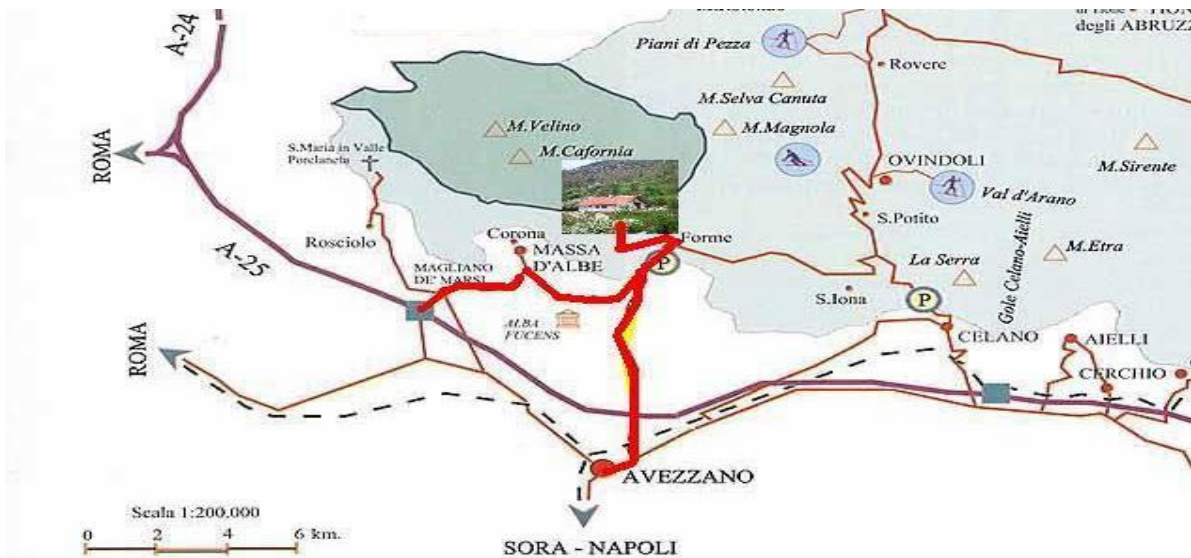 A-24
Piani di Pezza
degli ABRUZZ
Rovere
M.Selva Canuta
M.Velino
M.Magnola
ROMA
S.Maria in Valle
Porclaneta
M.Cafornia
OVINDOLI
M.Sirente
Val d'Arano
S.Potito
Rosciolo
Corona
Forme
MASSA
D'ALBE
A-25
MAGLIANO
DE' MARSI
P
La Serra
M.Etra
Gole Celano-Aielli
S.Iona
P
ALBA
FUCENS
CELANO
AIELLI
ROMA
CERCHIO
AVEZZANO
Scala 1:200.000
0 2 4 6 km.
SORA - NAPOLI